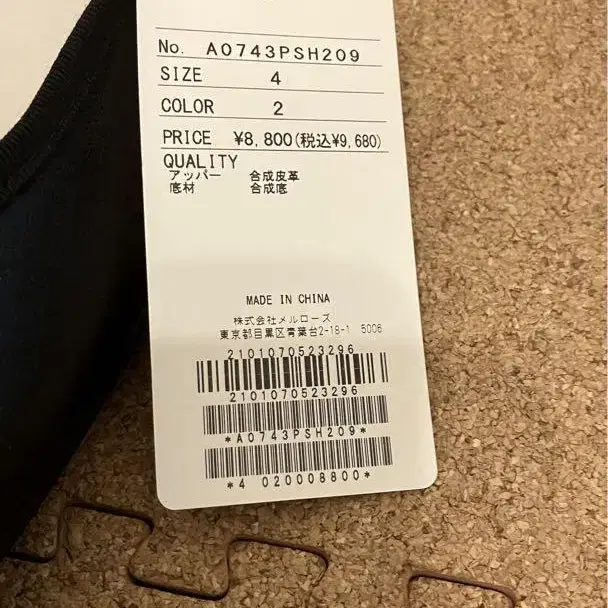 No. A0743PSH209
SIZE 4
COLOR 2
PRICE ¥8,800(税込¥9,680)
QUALITY
アッパー 合成皮革
底材 合成底
MADE IN CHINA
株式会社メルローズ
東京都目黒区青葉台2-18-1 5006
2101070523296
2101070523296
*A0743PSH209*
*4 020008800*